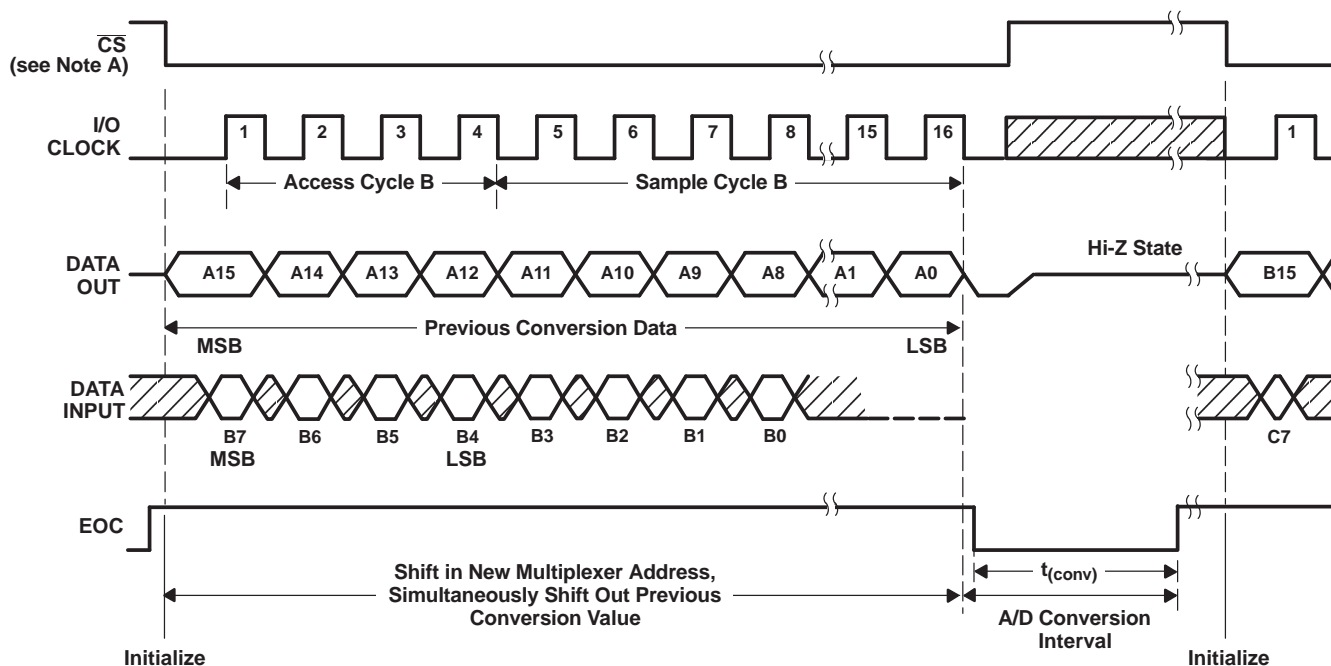 CS
(see Note A)
I/O
CLOCK
1 2 3 4 5 6 7 8 15 16 1
Access Cycle B Sample Cycle B
Hi-Z State
DATA
OUT
A15 A14 A13 A12 A11 A10 A9 A8 A1 A0 B15
Previous Conversion Data
MSB LSB
DATA
INPUT
B7 B6 B5 B4 B3 B2 B1 B0 C7
MSB LSB
EOC
Shift in New Multiplexer Address,
Simultaneously Shift Out Previous
Conversion Value
t(conv)
A/D Conversion
Interval
Initialize Initialize